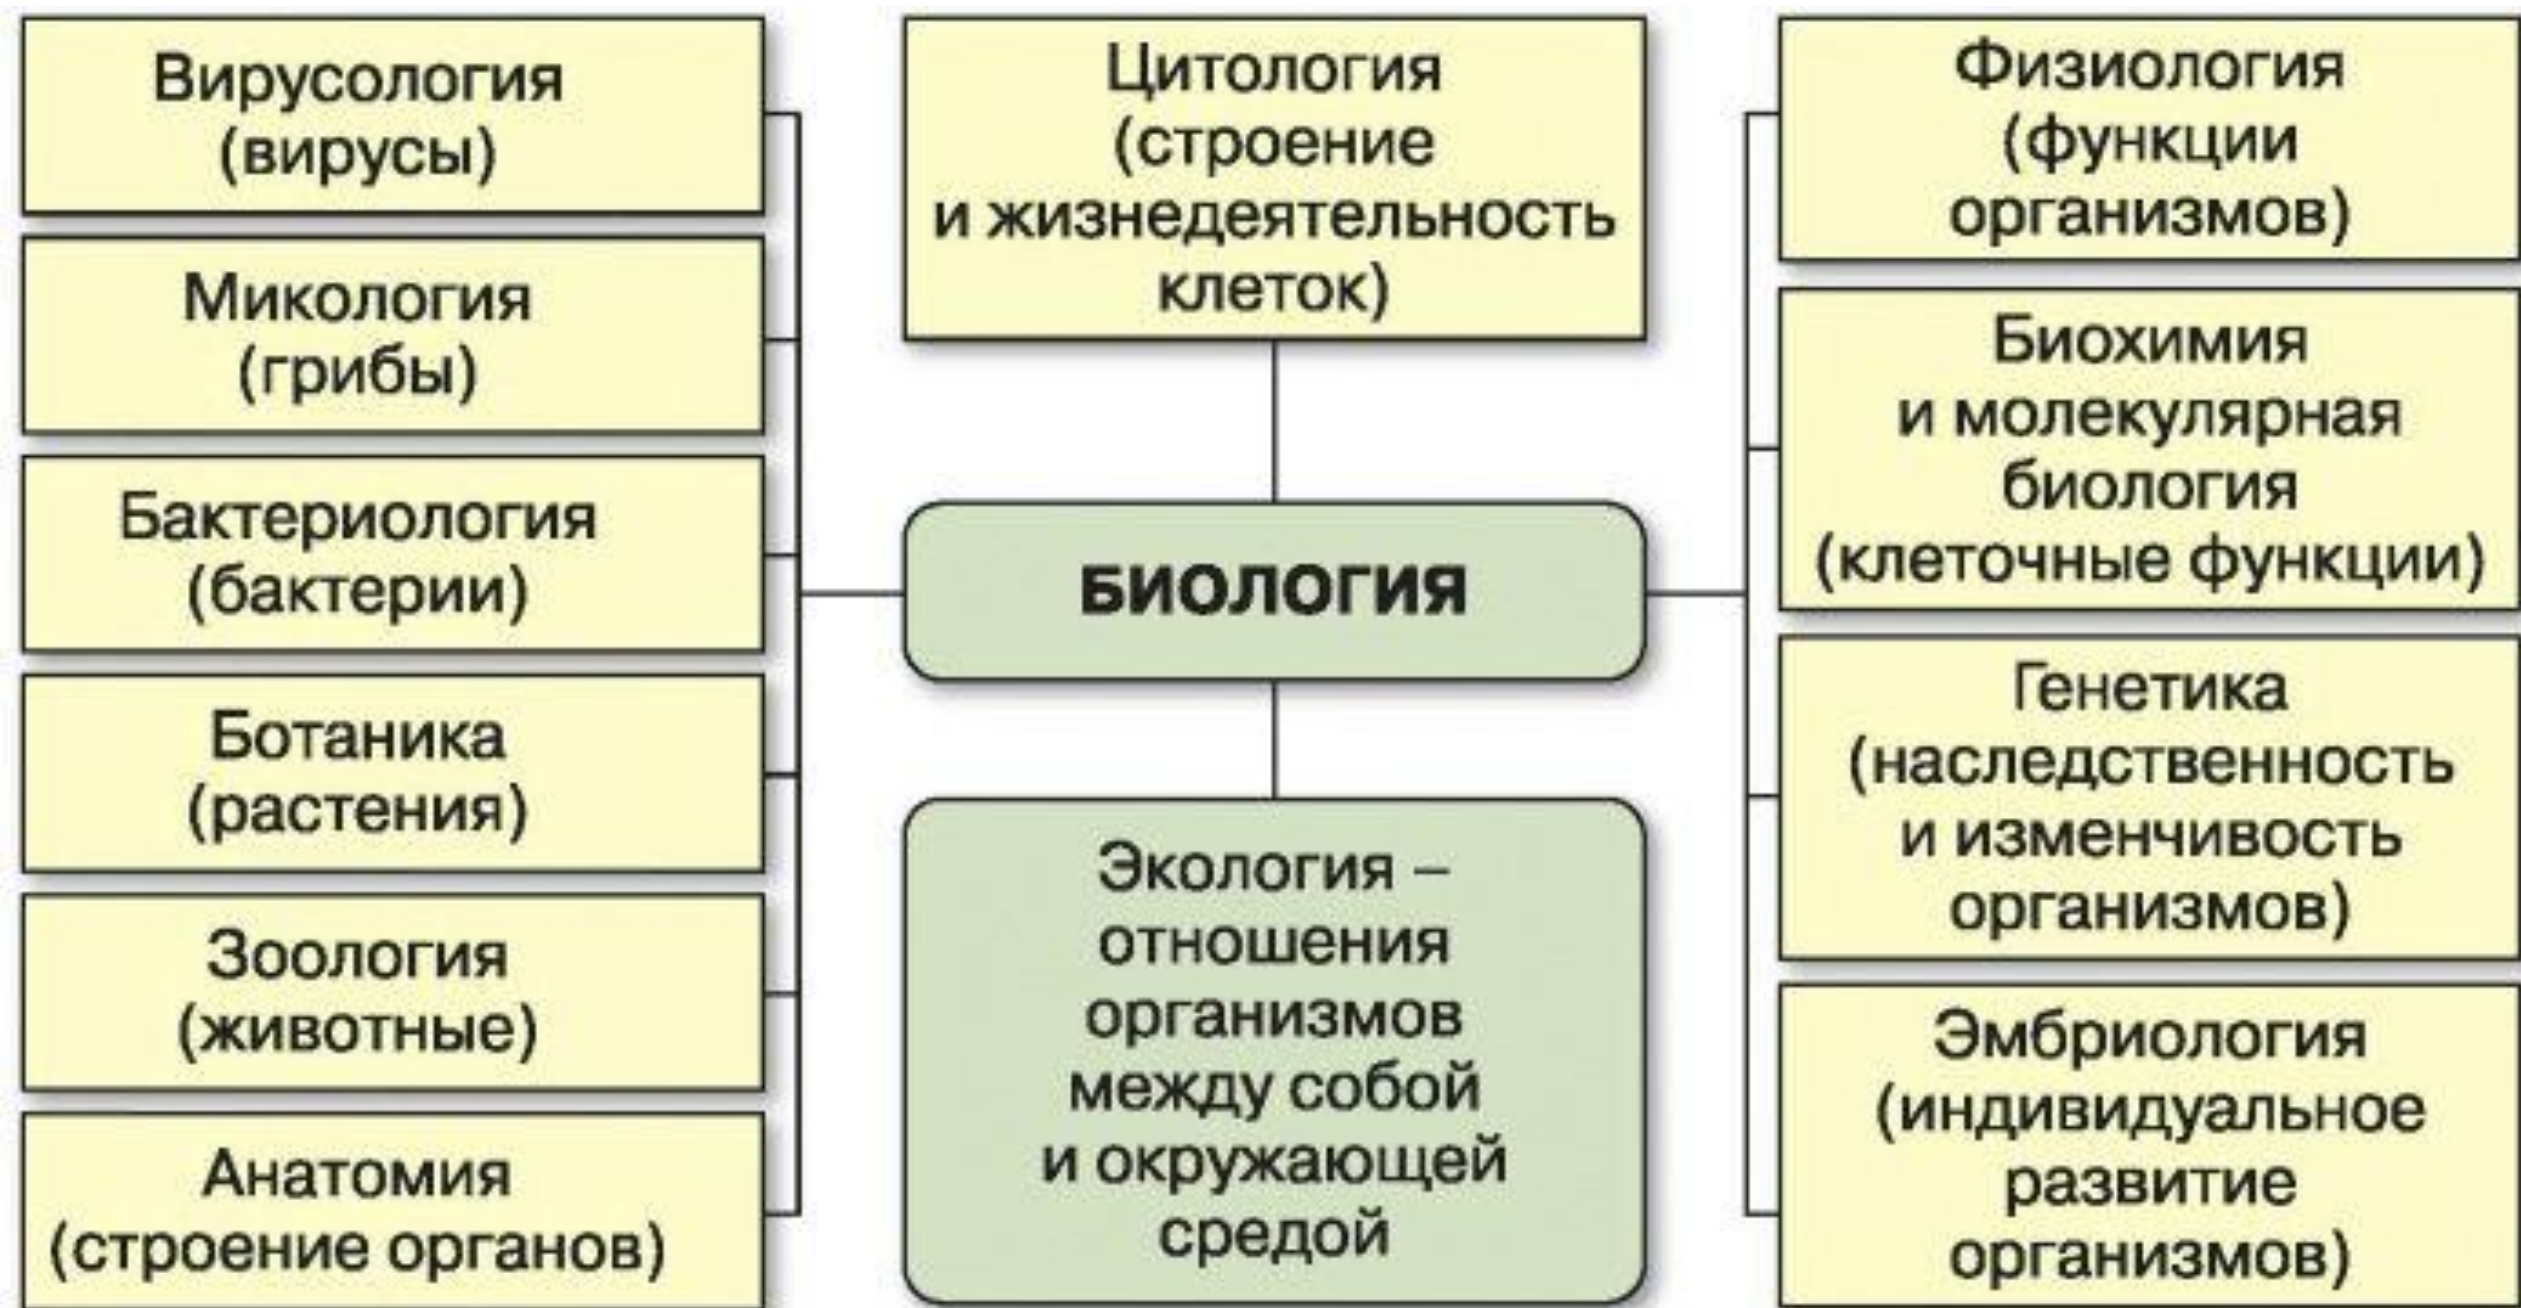 Вирусология
(вирусы)
Микология
(грибы)
Бактериология
(бактерии)
Ботаника
(растения)
Зоология
(животные)
Анатомия
(строение органов)
Цитология
(строение
и жизнедеятельность
клеток)
БИОЛОГИЯ
Экология –
отношения
организмов
между собой
и окружающей
средой
Физиология
(функции
организмов)
Биохимия
и молекулярная
биология
(клеточные функции)
Генетика
(наследственность
и изменчивость
организмов)
Эмбриология
(индивидуальное
развитие
организмов)